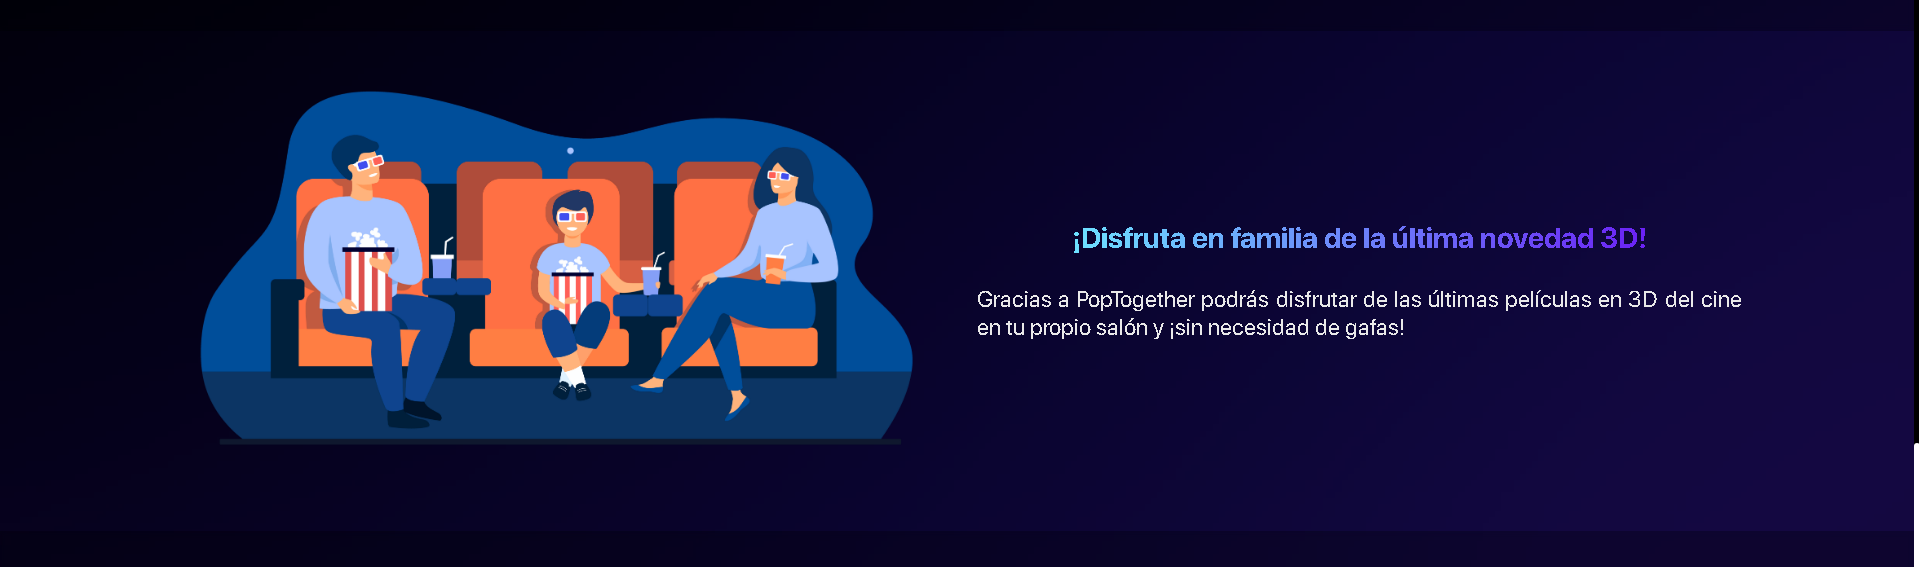 ¡Disfruta en familia de la última novedad 3D!
Gracias a PopTogether podrás disfrutar de las últimas películas en 3D del cine
en tu propio salón y ¡sin necesidad de gafas!